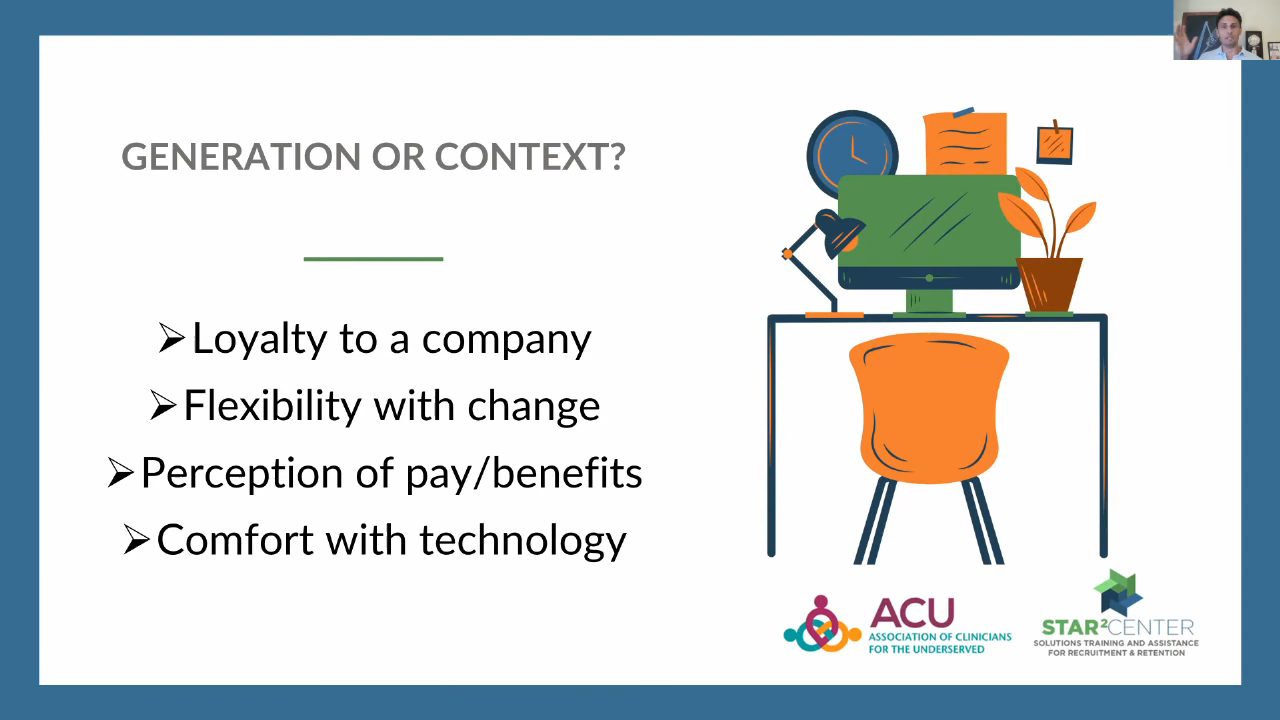 GENERATION OR CONTEXT?
➢Loyalty to a company
➢Flexibility with change
➢Perception of pay/benefits
➢Comfort with technology
ACU
ASSOCIATION OF CLINICIANS
FOR THE UNDERSERVED
STAR²CENTER
SOLUTIONS TRAINING AND ASSISTANCE
FOR RECRUITMENT & RETENTION